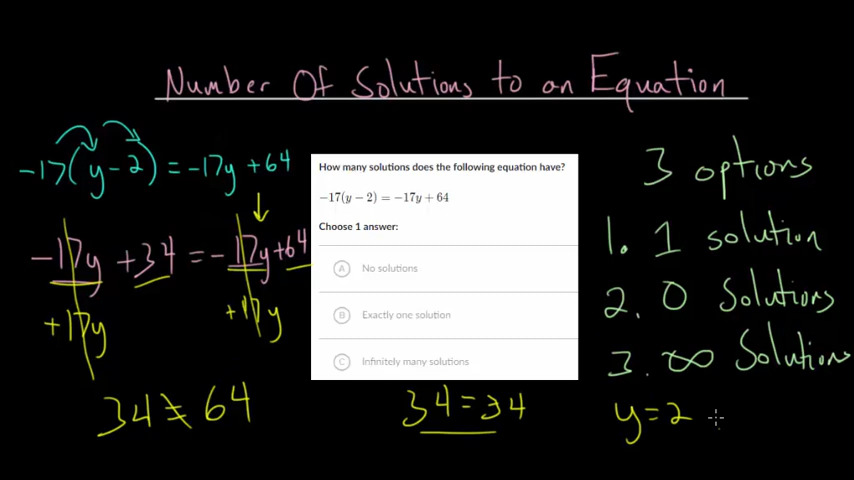 Number Of Solutions to an Equation
-17(y-2) = -17y +64
-17y +34 = -17y+64
+17y +17y
34≠64
How many solutions does the following equation have?
−17(y − 2) = −17y + 64
Choose 1 answer:
A No solutions
B Exactly one solution
C Infinitely many solutions
34=34
3 options
1. 1 solution
2. 0 Solutions
3. ∞ Solutions
y=2